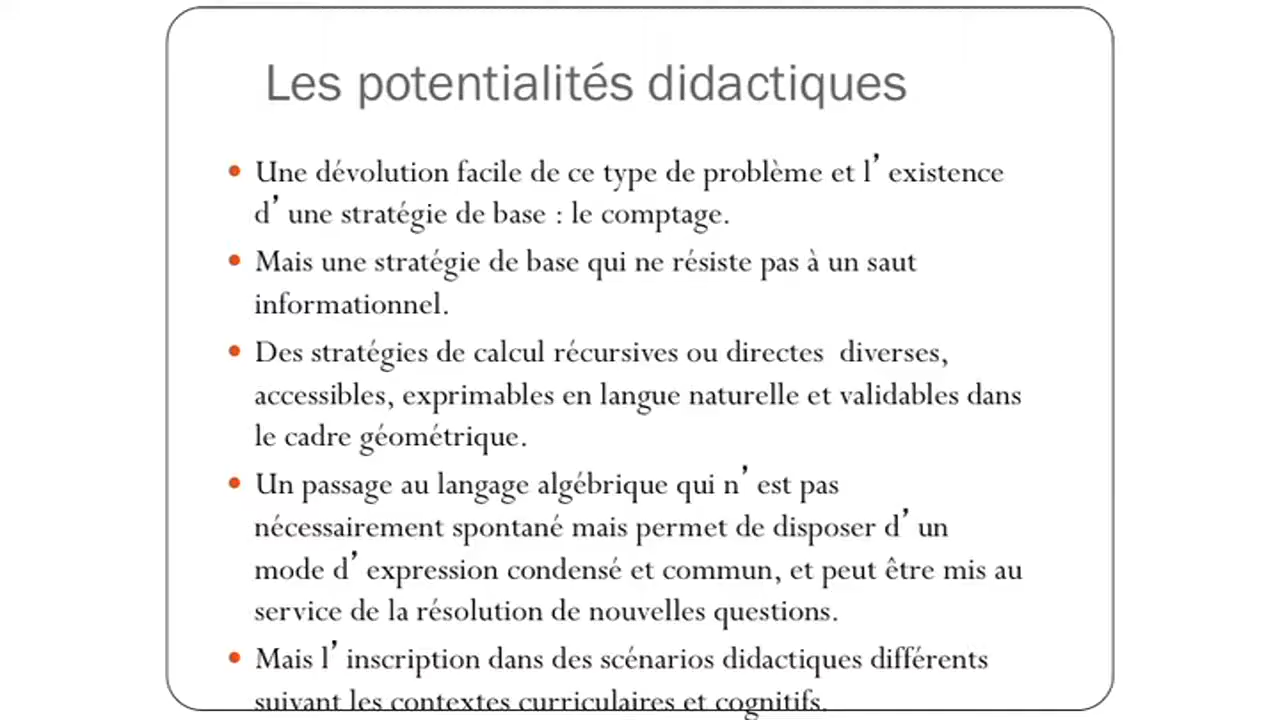 Les potentialités didactiques
• Une dévolution facile de ce type de problème et l’ existence
d’ une stratégie de base : le comptage.
• Mais une stratégie de base qui ne résiste pas à un saut
informationnel.
• Des stratégies de calcul récursives ou directes  diverses,
accessibles, exprimables en langue naturelle et validables dans
le cadre géométrique.
• Un passage au langage algébrique qui n’ est pas
nécessairement spontané mais permet de disposer d’ un
mode d’ expression condensé et commun, et peut être mis au
service de la résolution de nouvelles questions.
• Mais l’ inscription dans des scénarios didactiques différents
suivant les contextes curriculaires et cognitifs.